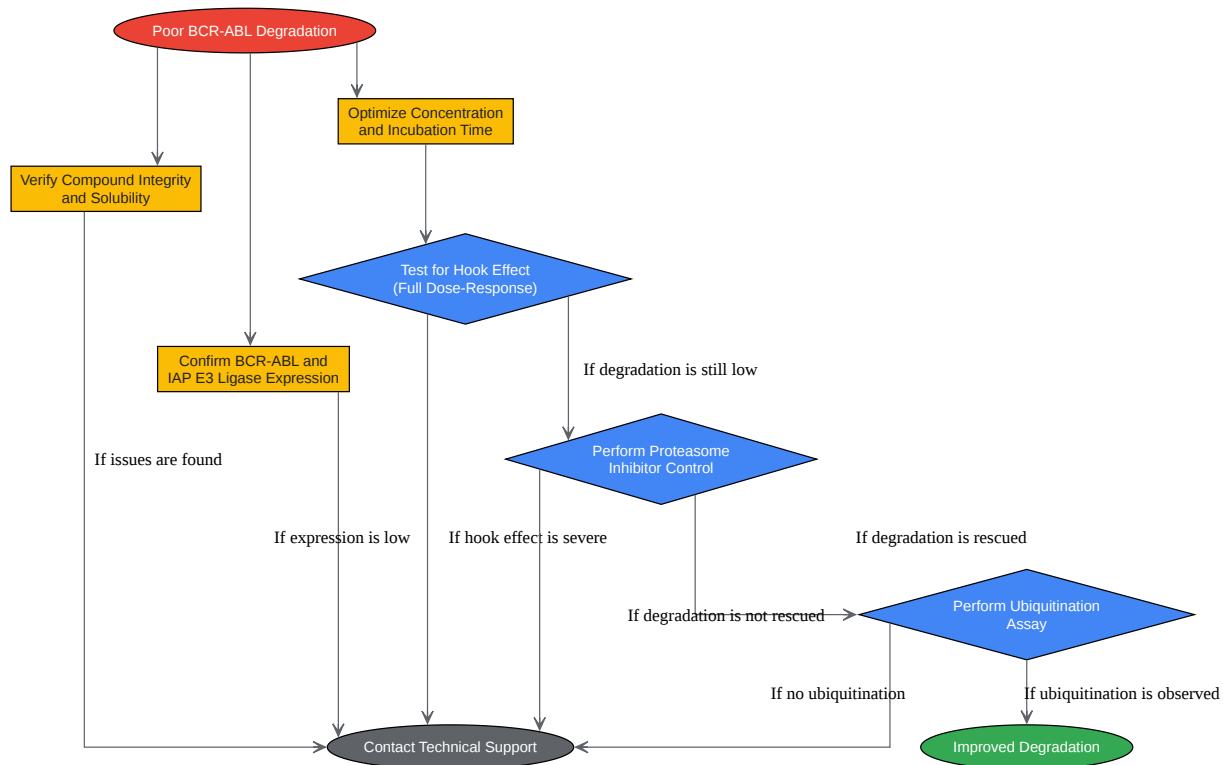 Poor BCR-ABL Degradation
Optimize Concentration
and Incubation Time
Verify Compound Integrity
and Solubility
Test for Hook Effect
(Full Dose-Response)
Confirm BCR-ABL and
IAP E3 Ligase Expression
If degradation is still low
Perform Proteasome
Inhibitor Control
If issues are found
If expression is low
If hook effect is severe
If degradation is rescued
If degradation is not rescued
Perform Ubiquitination
Assay
If no ubiquitination
If ubiquitination is observed
Contact Technical Support
Improved Degradation